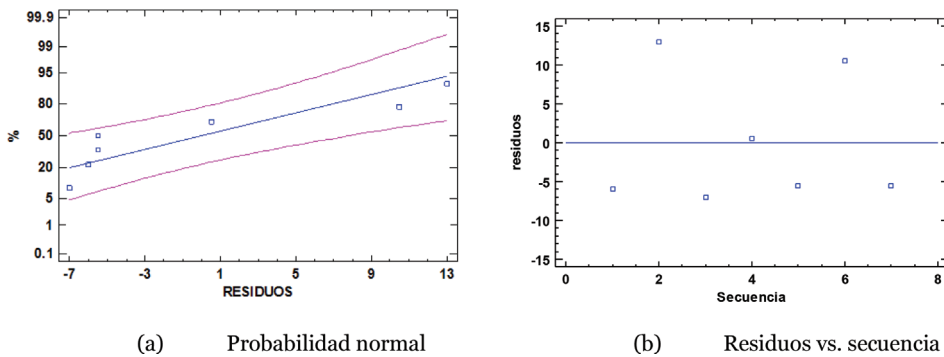 99.9
99
95
80
50
20
5
1
0.1
%
-7 -3 1 5 9 13
RESIDUOS
(a) Probabilidad normal
15
10
5
0
-5
-10
-15
residuos
0 2 4 6 8
Secuencia
(b) Residuos vs. secuencia